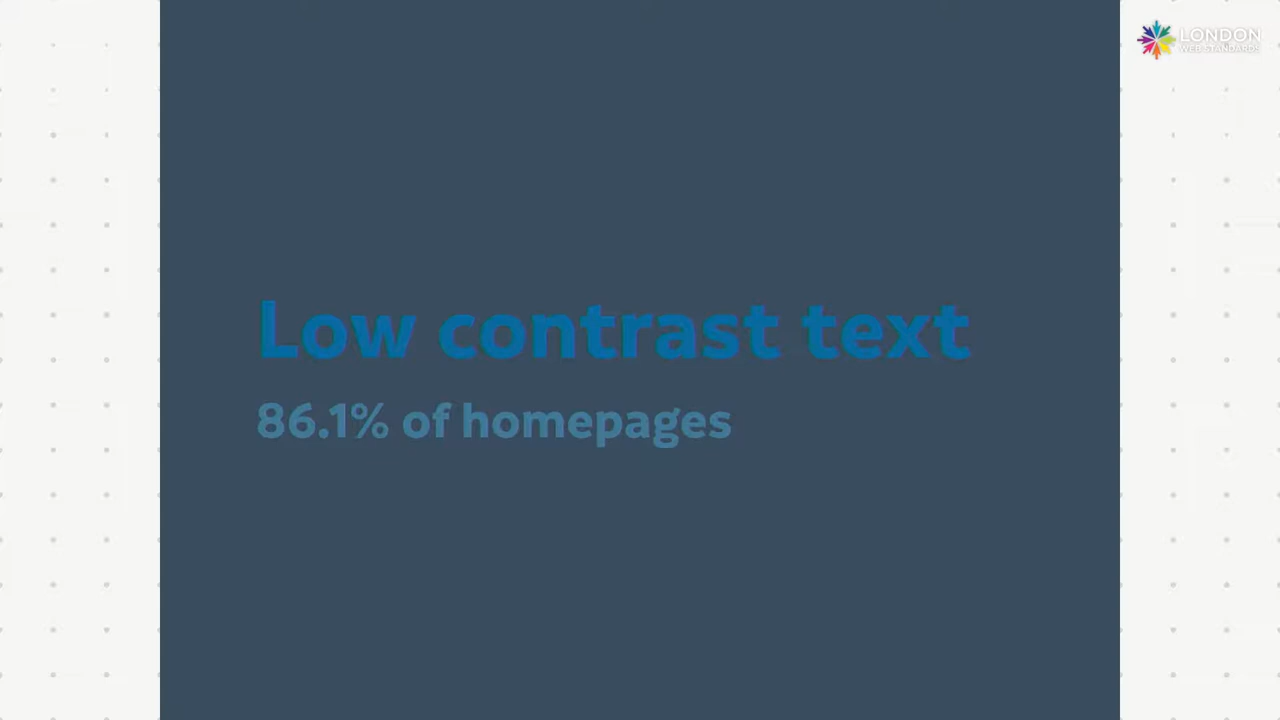 LONDON
WEB STANDARDS
Low contrast text
86.1% of homepages